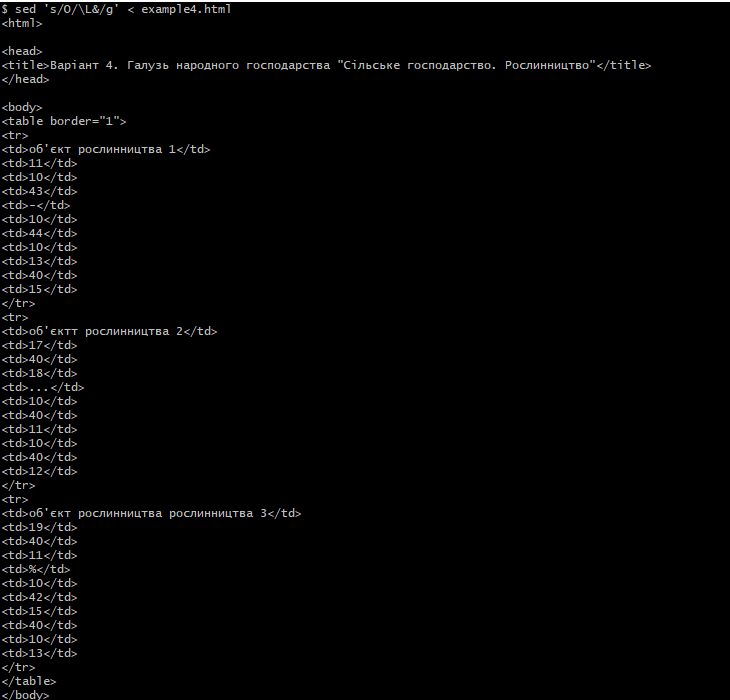 $ sed 's/О/\L&/g' < example4.html
<html>
<head>
<title>Варіант 4. Галузь народного господарства "Сільське господарство. Рослинництво"</title>
</head>
<body>
<table border="1">
<tr>
<td>об'єкт рослинництва 1</td>
<td>11</td>
<td>10</td>
<td>43</td>
<td>-</td>
<td>10</td>
<td>44</td>
<td>10</td>
<td>13</td>
<td>40</td>
<td>15</td>
</tr>
<tr>
<td>об'єктт рослинництва 2</td>
<td>17</td>
<td>40</td>
<td>18</td>
<td>...</td>
<td>10</td>
<td>40</td>
<td>11</td>
<td>10</td>
<td>40</td>
<td>12</td>
</tr>
<tr>
<td>об'єкт рослинництва рослинництва 3</td>
<td>19</td>
<td>40</td>
<td>11</td>
<td>%</td>
<td>10</td>
<td>42</td>
<td>15</td>
<td>40</td>
<td>10</td>
<td>13</td>
</tr>
</table>
</body>